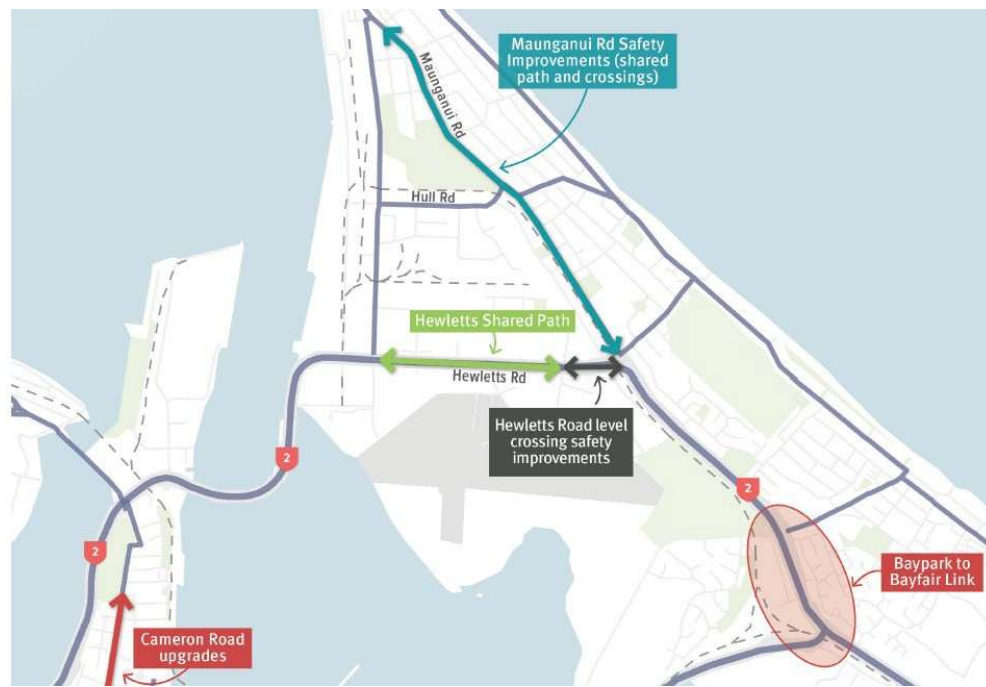 Maunganui Rd Safety
Improvements (shared
path and crossings)
Maunganui Rd
Hull Rd
Hewletts Shared Path
Hewletts Rd
Hewletts Road level
crossing safety
improvements
2
2
2
Baypark to
Bayfair Link
Cameron Road
upgrades